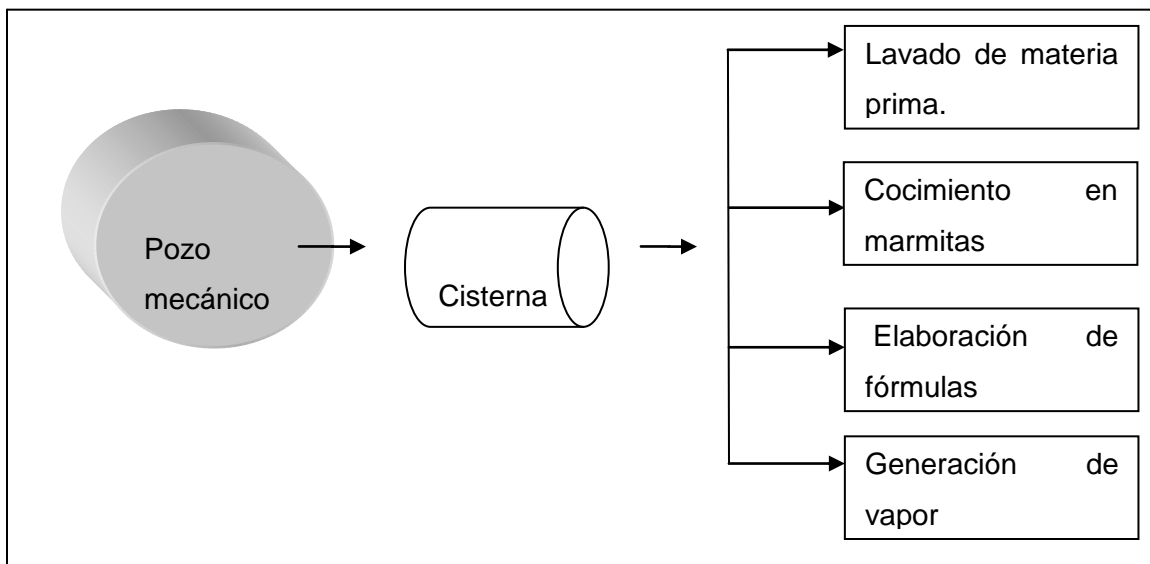 Pozo
mecánico
Cisterna
Lavado de materia
prima.
Cocimiento en
marmitas
Elaboración de
fórmulas
Generación de
vapor